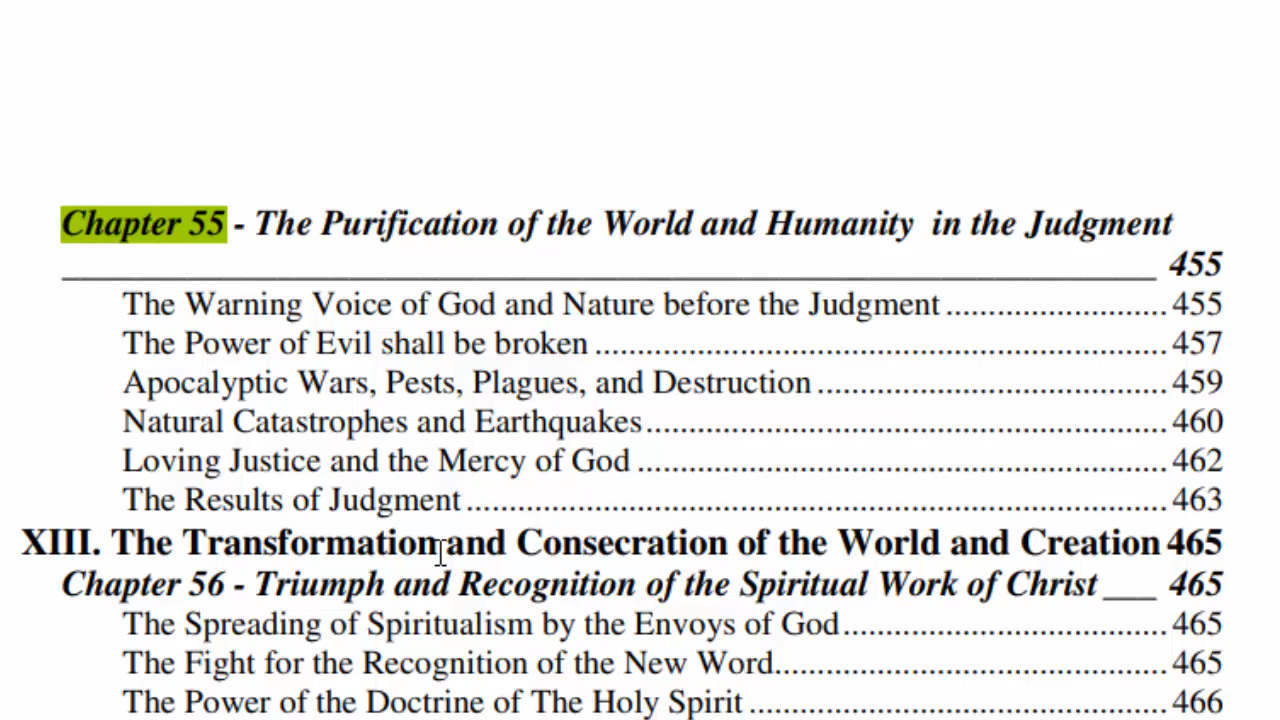 Chapter 55 - The Purification of the World and Humanity  in the Judgment
_______________________________________________________________ 455
The Warning Voice of God and Nature before the Judgment ........................... 455
The Power of Evil shall be broken .................................................................... 457
Apocalyptic Wars, Pests, Plagues, and Destruction .......................................... 459
Natural Catastrophes and Earthquakes.............................................................. 460
Loving Justice and the Mercy of God ............................................................... 462
The Results of Judgment ................................................................................... 463
XIII. The Transformation and Consecration of the World and Creation 465
Chapter 56 - Triumph and Recognition of the Spiritual Work of Christ ___ 465
The Spreading of Spiritualism by the Envoys of God....................................... 465
The Fight for the Recognition of the New Word............................................... 465
The Power of the Doctrine of The Holy Spirit .................................................. 466